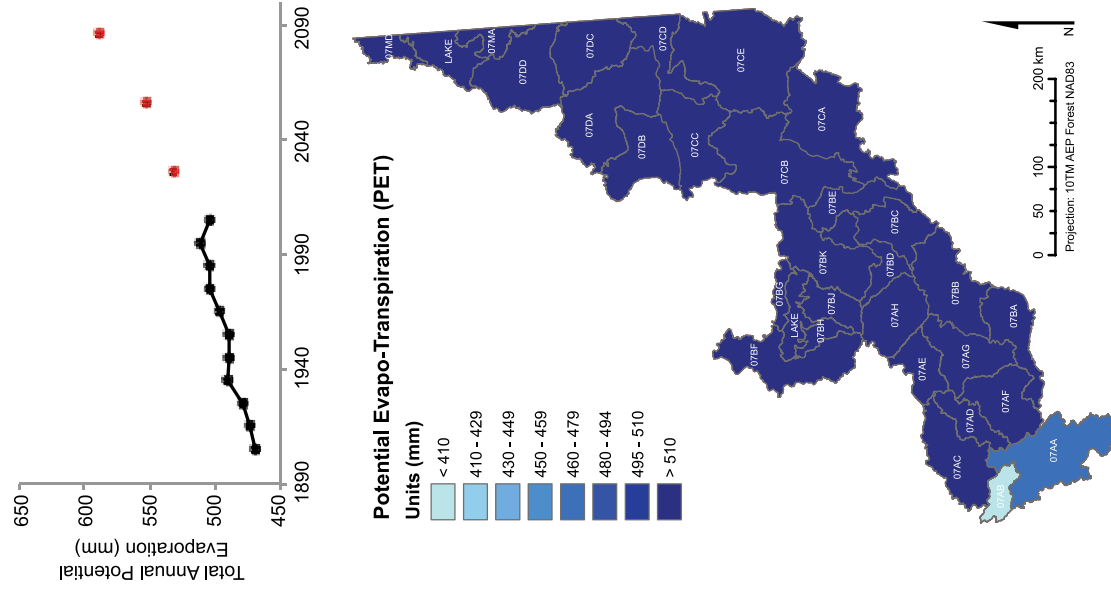 Total Annual Potential
Evaporation (mm)
650
600
550
500
450
1890
1940
1990
2040
2090
Potential Evapo-Transpiration (PET)
Units (mm)
< 410
410 - 429
430 - 449
450 - 459
460 - 479
480 - 494
495 - 510
> 510
07MD
LAKE
07MA
07DD
07DC
07CD
07CE
07DA
07DB
07CC
07CA
07CB
07BE
07BC
07BK
07BD
07BG
LAKE
07BJ
07BH
07BF
07AH
07BB
07BA
07AE
07AG
07AF
07AD
07AC
07AB
07AA
0 50 100 200 km
Projection: 10TM AEP Forest NAD83
N